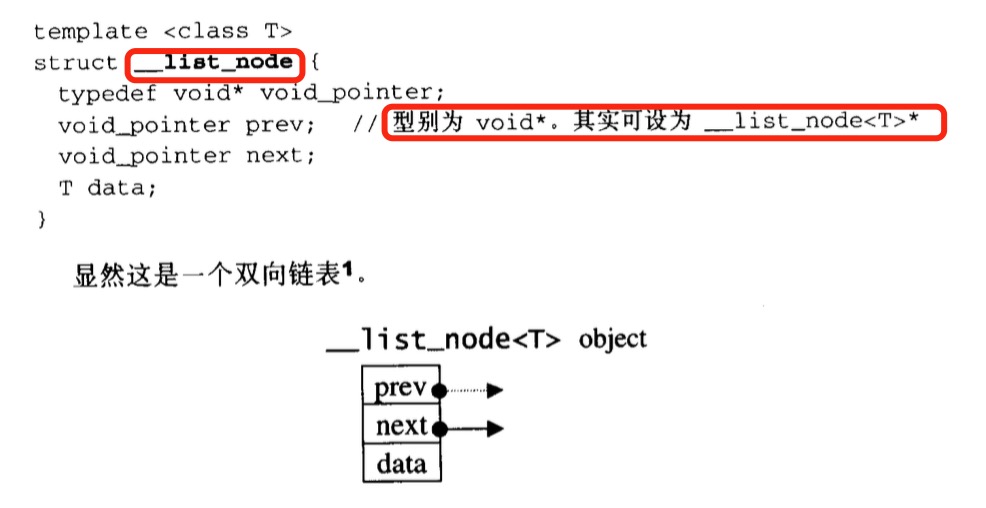 template <class T>
struct __list_node {
typedef void* void_pointer;
void_pointer prev; // 型别为 void*。其实可设为 __list_node<T>*
void_pointer next;
T data;
}
显然这是一个双向链表1。
__list_node<T> object
prev
next
data